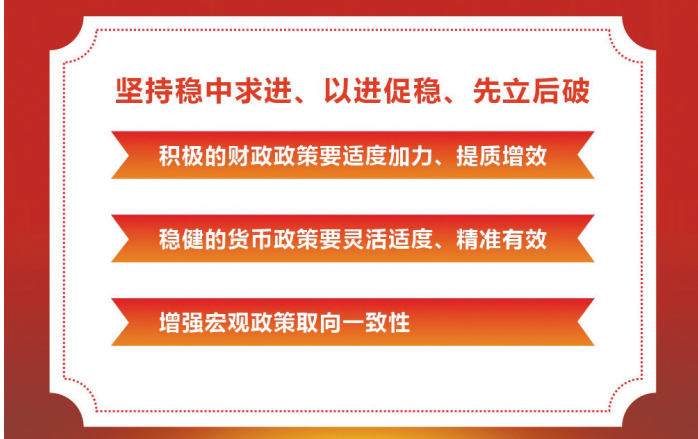 坚持稳中求进、以进促稳、先立后破
积极的财政政策要适度加力、提质增效
稳健的货币政策要灵活适度、精准有效
增强宏观政策取向一致性